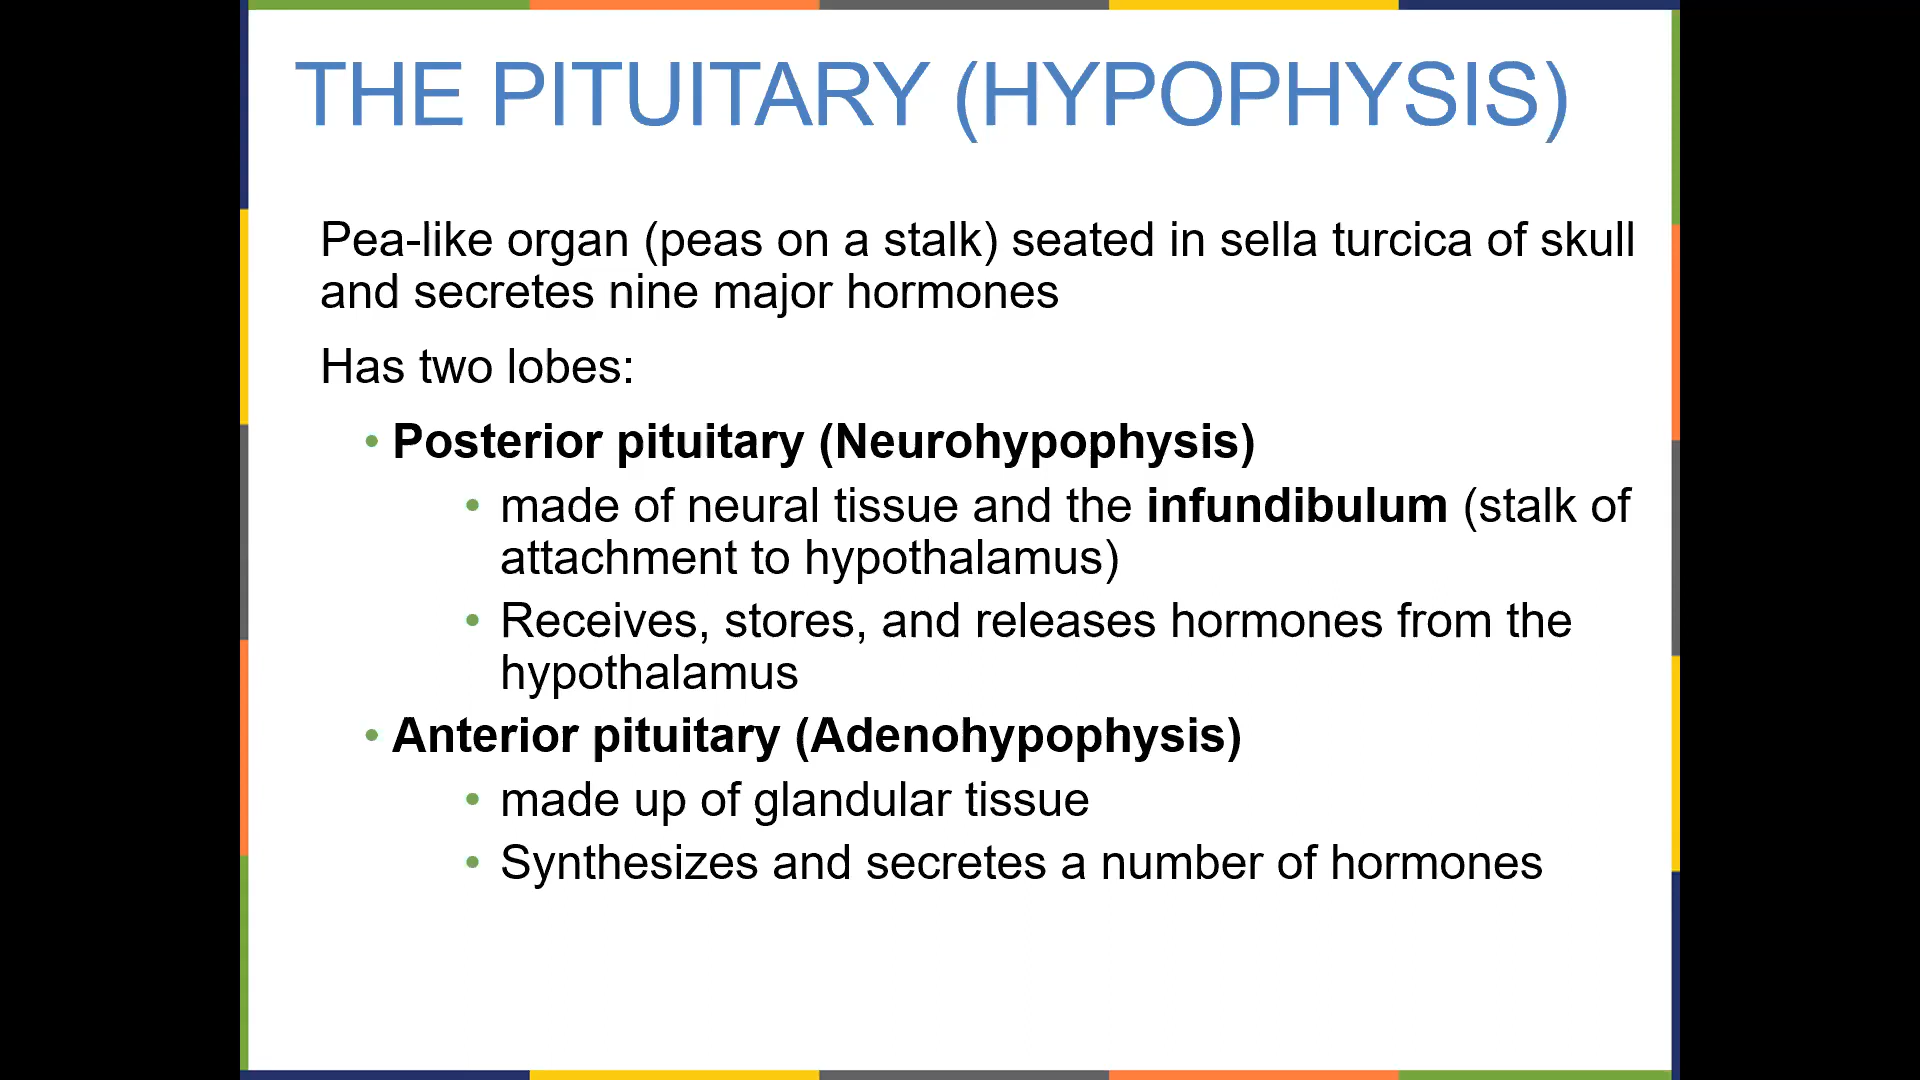 THE PITUITARY (HYPOPHYSIS)
Pea-like organ (peas on a stalk) seated in sella turcica of skull
and secretes nine major hormones
Has two lobes:
• Posterior pituitary (Neurohypophysis)
• made of neural tissue and the infundibulum (stalk of
attachment to hypothalamus)
• Receives, stores, and releases hormones from the
hypothalamus
• Anterior pituitary (Adenohypophysis)
• made up of glandular tissue
• Synthesizes and secretes a number of hormones